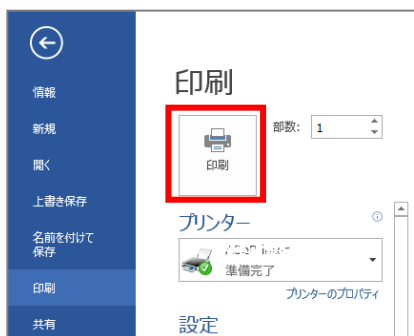 情報
新規
開く
上書き保存
名前を付けて
保存
印刷
共有
印刷
印刷
部数: 1
プリンター
準備完了
プリンターのプロパティ
設定